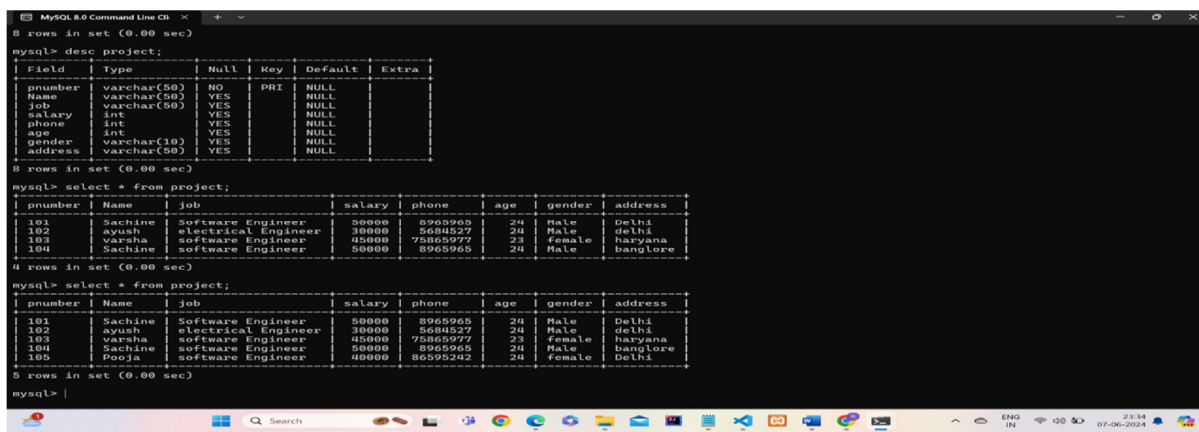 MySQL 8.0 Command Line Cli
8 rows in set (0.00 sec)
mysql> desc project;
| Field | Type | Null | Key | Default | Extra |
| pnumber | varchar(50) | NO | PRI | NULL | |
| Name | varchar(50) | YES | | NULL | |
| job | varchar(50) | YES | | NULL | |
| salary | int | YES | | NULL | |
| phone | int | YES | | NULL | |
| age | int | YES | | NULL | |
| gender | varchar(10) | YES | | NULL | |
| address | varchar(50) | YES | | NULL | |
8 rows in set (0.00 sec)
mysql> select * from project;
| pnumber | Name | job | salary | phone | age | gender | address |
| 101 | Sachine | Software Engineer | 50000 | 8965965 | 24 | Male | Delhi |
| 102 | ayush | electrical Engineer | 30000 | 5684527 | 24 | Male | delhi |
| 103 | varsha | software Engineer | 45000 | 75865977 | 23 | female | haryana |
| 104 | Sachine | software Engineer | 50000 | 8965965 | 24 | Male | banglore |
4 rows in set (0.00 sec)
mysql> select * from project;
| pnumber | Name | job | salary | phone | age | gender | address |
| 101 | Sachine | Software Engineer | 50000 | 8965965 | 24 | Male | Delhi |
| 102 | ayush | electrical Engineer | 30000 | 5684527 | 24 | Male | delhi |
| 103 | varsha | software Engineer | 45000 | 75865977 | 23 | female | haryana |
| 104 | Sachine | software Engineer | 50000 | 8965965 | 24 | Male | banglore |
| 105 | Pooja | software Engineer | 40000 | 86595242 | 24 | female | Delhi |
5 rows in set (0.00 sec)
mysql> |
Search
ENG
IN
23:34
07-06-2024